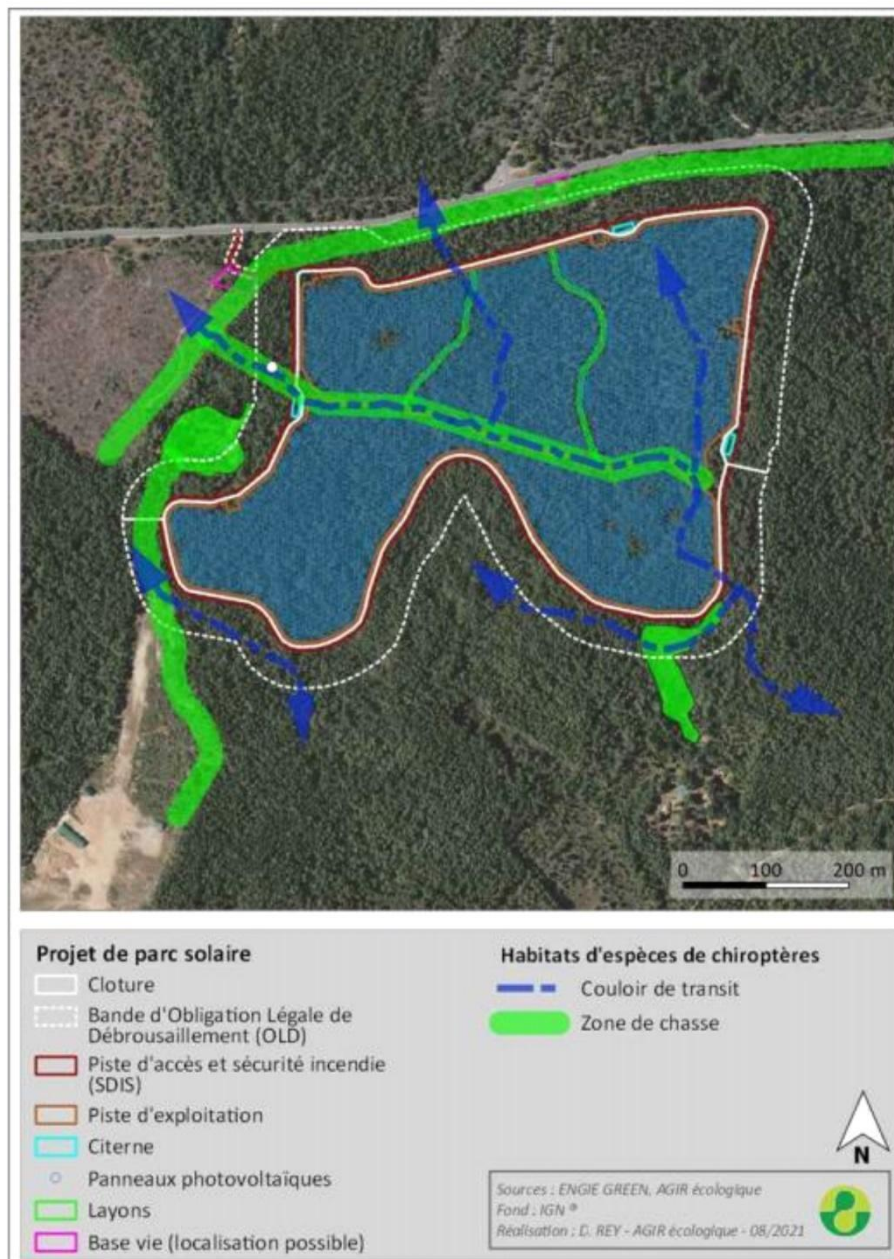 0 100 200 m
Projet de parc solaire
Cloture
Bande d'Obligation Légale de
Débrousaillement (OLD)
Piste d'accès et sécurité incendie
(SDIS)
Piste d'exploitation
Citerne
Panneaux photovoltaïques
Layons
Base vie (localisation possible)
Habitats d'espèces de chiroptères
Couloir de transit
Zone de chasse
N
Sources : ENGIE GREEN, AGIR écologique
Fond : IGN ®
Réalisation : D. REY - AGIR écologique - 08/2021